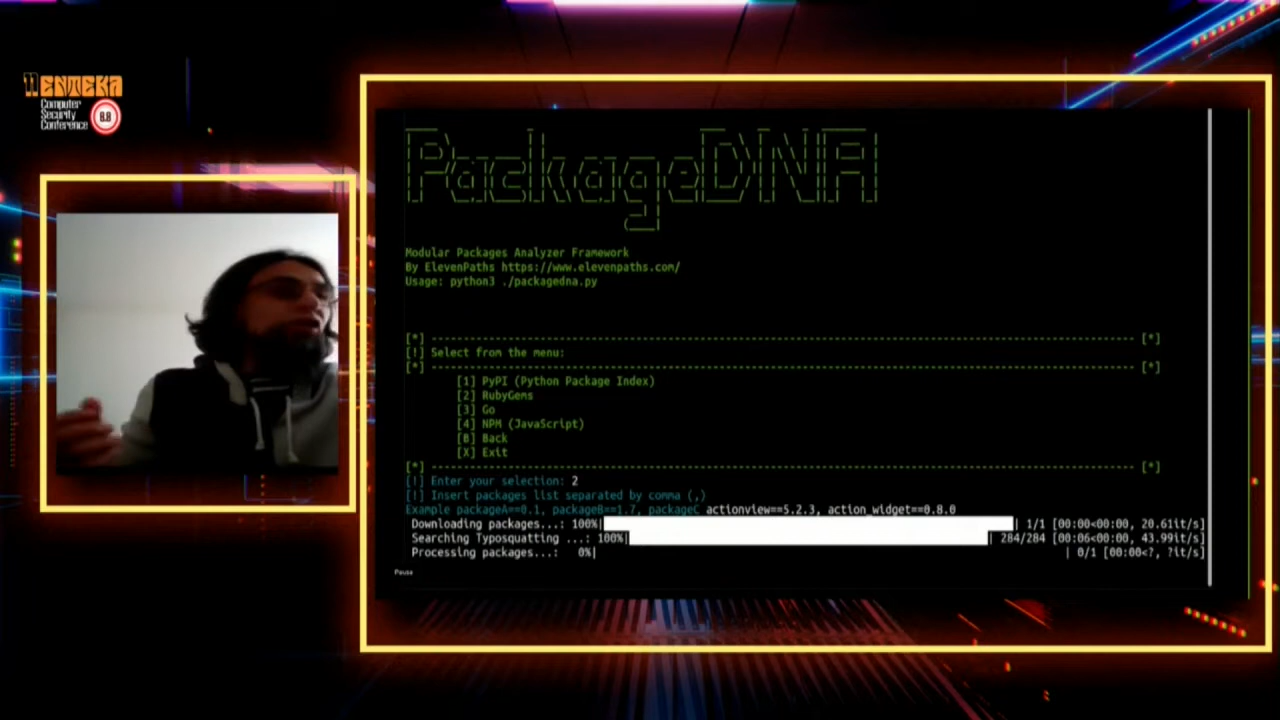 11ENTEKA
Computer
Security
Conference
8.8
PackageDNA
Modular Packages Analyzer Framework
By ElevenPaths https://www.elevenpaths.com/
Usage: python3 ./packagedna.py
[*] ---------------------------------------------------------------- [*]
[!] Select from the menu:
[*] ---------------------------------------------------------------- [*]
[1] PyPI (Python Package Index)
[2] RubyGems
[3] Go
[4] NPM (JavaScript)
[B] Back
[X] Exit
[*] ---------------------------------------------------------------- [*]
[!] Enter your selection: 2
[!] Insert packages list separated by comma (,)
Example packageA==0.1, packageB==1.7, packageC actionview==5.2.3, action_widget==0.8.0
Downloading packages...: 100%| | 1/1 [00:00<00:00, 20.61it/s]
Searching Typosquatting ...: 100%| | 284/284 [00:06<00:00, 43.99it/s]
Processing packages...: 0%| | 0/1 [00:00<?, ?it/s]
Pause